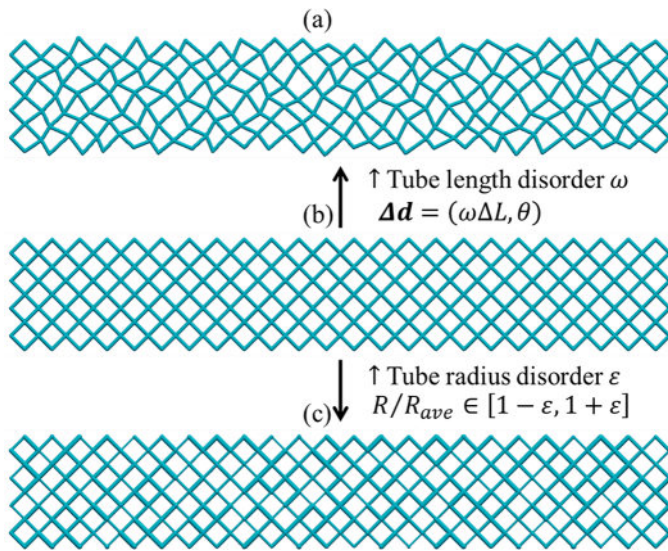 (a)
↑ Tube length disorder ω
(b)
Δd = (ωΔL, θ)
↑ Tube radius disorder ε
(c)
R/R_ave ∈ [1 − ε, 1 + ε]